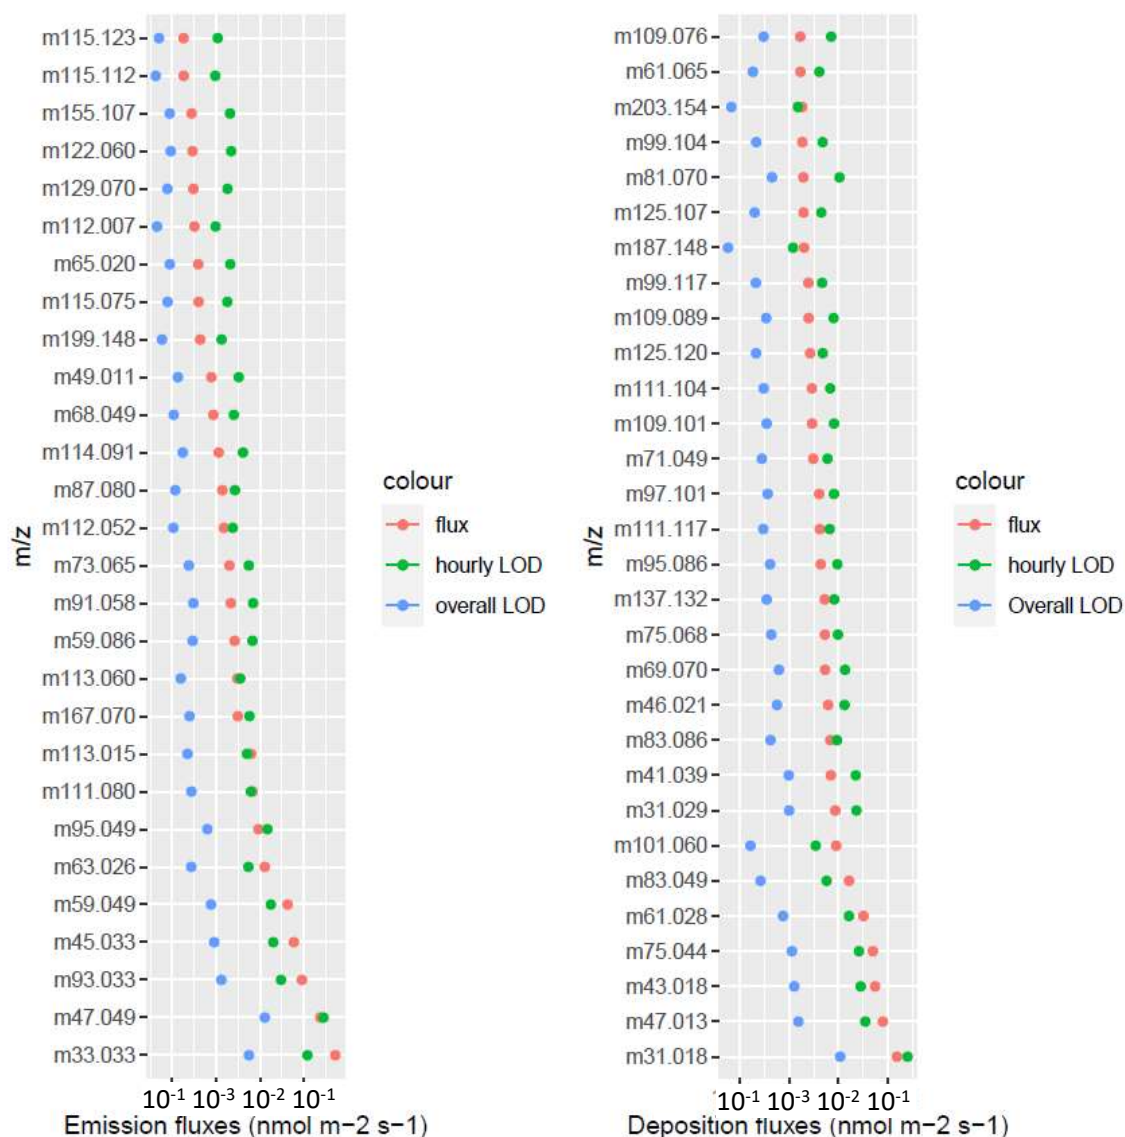 m115.123
m115.112
m155.107
m122.060
m129.070
m112.007
m65.020
m115.075
m199.148
m49.011
m68.049
m114.091
m87.080
m112.052
m73.065
m91.058
m59.086
m113.060
m167.070
m113.015
m111.080
m95.049
m63.026
m59.049
m45.033
m93.033
m47.049
m33.033
m/z
10⁻¹ 10⁻³ 10⁻² 10⁻¹
Emission fluxes (nmol m−2 s−1)
colour
flux
hourly LOD
overall LOD
m109.076
m61.065
m203.154
m99.104
m81.070
m125.107
m187.148
m99.117
m109.089
m125.120
m111.104
m109.101
m71.049
m97.101
m111.117
m95.086
m137.132
m75.068
m69.070
m46.021
m83.086
m41.039
m31.029
m101.060
m83.049
m61.028
m75.044
m43.018
m47.013
m31.018
m/z
10⁻¹ 10⁻³ 10⁻² 10⁻¹
Deposition fluxes (nmol m−2 s−1)
colour
flux
hourly LOD
Overall LOD